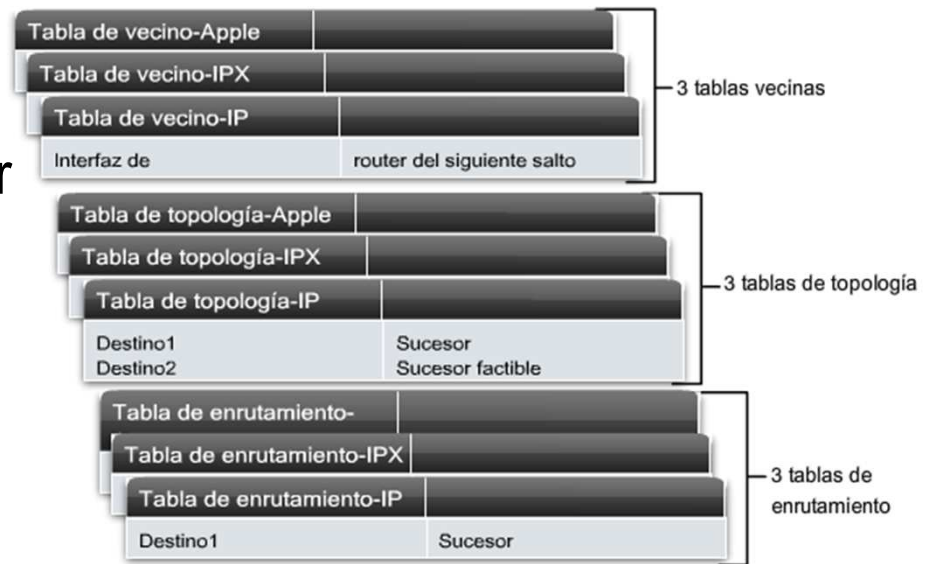 Tabla de vecino-Apple
Tabla de vecino-IPX
Tabla de vecino-IP
Interfaz de router del siguiente salto
3 tablas vecinas
r
Tabla de topología-Apple
Tabla de topología-IPX
Tabla de topología-IP
Destino1 Sucesor
Destino2 Sucesor factible
3 tablas de topología
Tabla de enrutamiento-
Tabla de enrutamiento-IPX
Tabla de enrutamiento-IP
Destino1 Sucesor
3 tablas de
enrutamiento